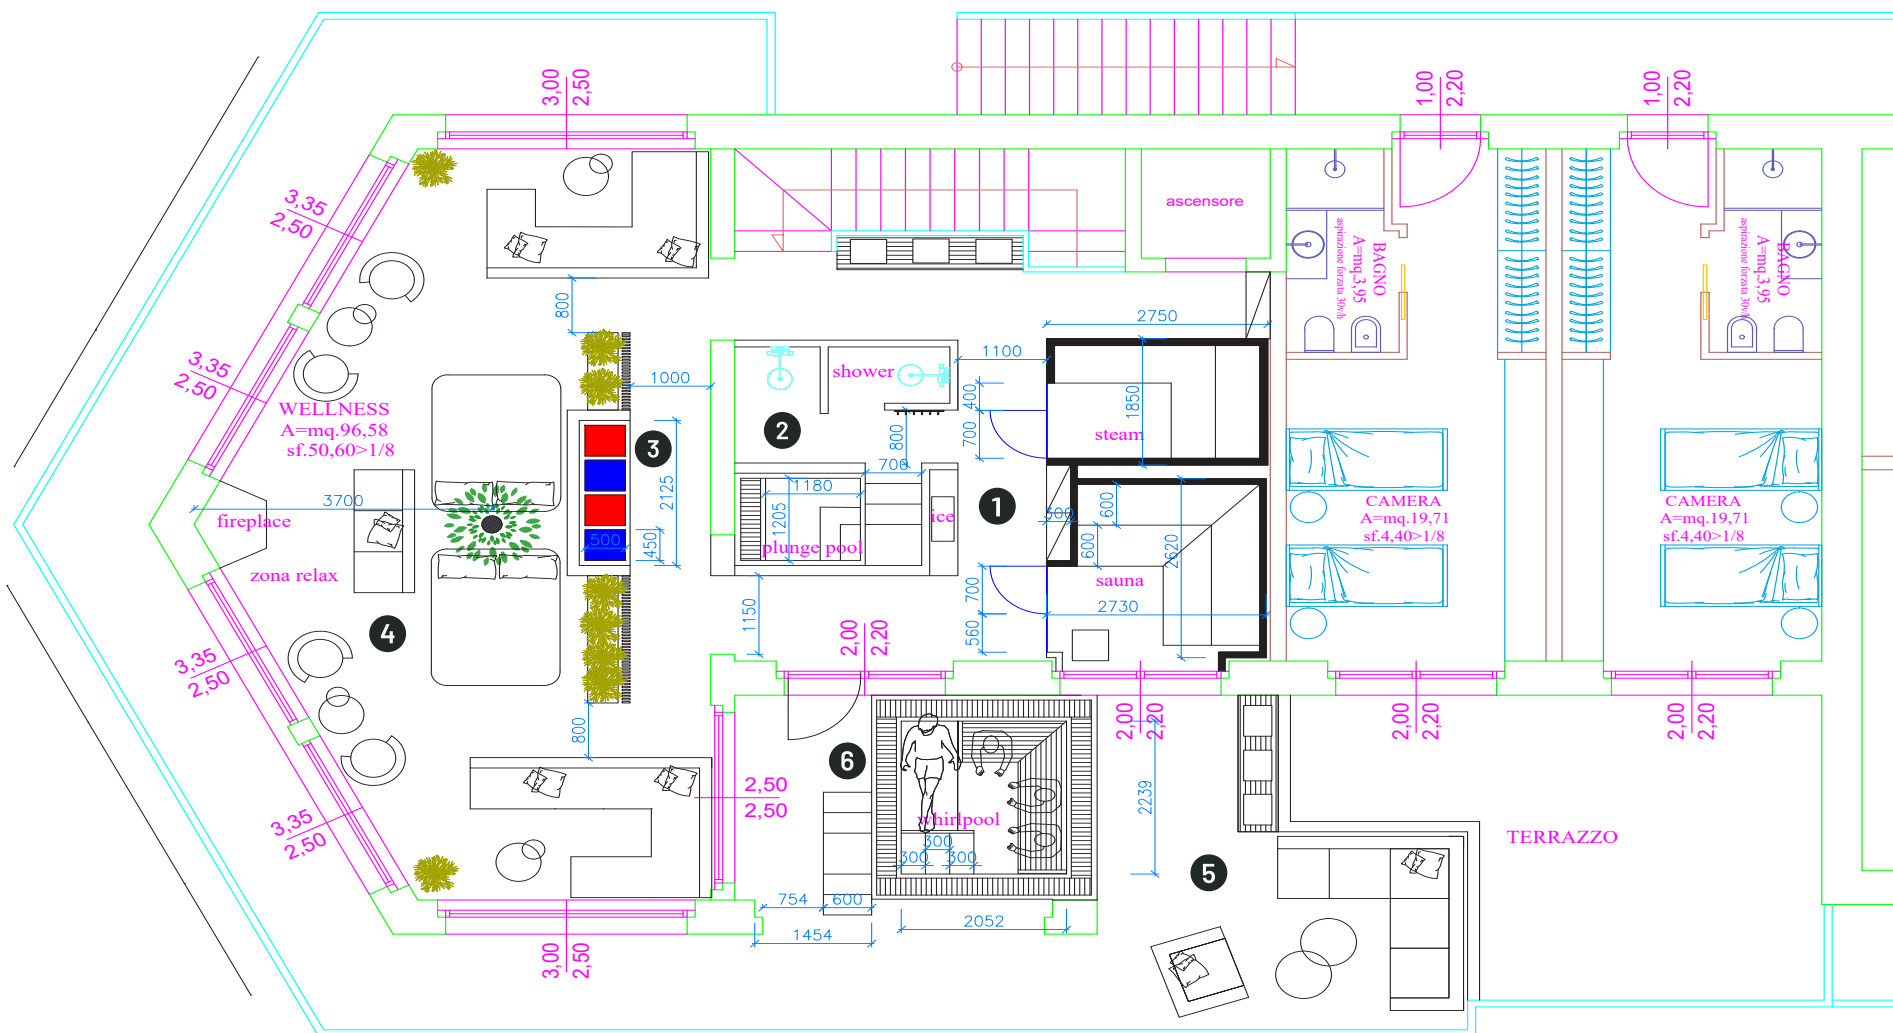 3,00
2,50
1,00
2,20
1,00
2,20
3,35
2,50
ascensore
BAGNO
A=mq.3,95
aspirazione forzata 30v/h
BAGNO
A=mq.3,95
aspirazione forzata 30v/h
800
2750
1100
3,35
2,50
1000
shower
400
1850
WELLNESS
A=mq.96,58
sf.50,60>1/8
2
3
800
700
steam
700
2125
1180
1205
3700
fireplace
1
ice
300
600
CAMERA
A=mq.19,71
sf.4,40>1/8
CAMERA
A=mq.19,71
sf.4,40>1/8
500
450
plunge pool
600
2620
zona relax
sauna
700
2730
1150
4
560
2,00
2,20
3,35
2,50
2,00
2,20
2,00
2,20
2,00
2,20
800
6
2,50
2,50
2239
3,35
2,50
whirlpool
300
300
300
TERRAZZO
5
754
600
1454
2052
3,00
2,50